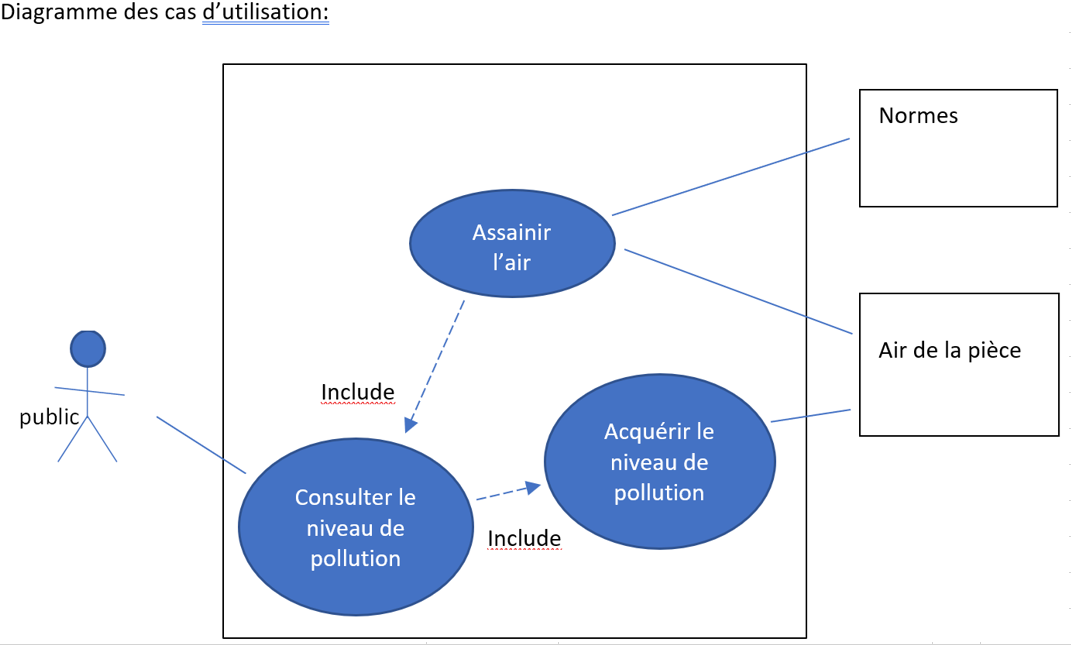 Diagramme des cas d’utilisation:
Normes
Assainir
l’air
Air de la pièce
Include
public
Acquérir le
niveau de
pollution
Consulter le
niveau de
pollution
Include